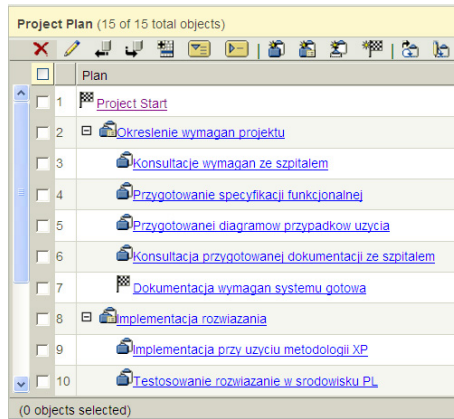 Project Plan (15 of 15 total objects)
Plan
1 Project Start
2 Okreslenie wymagan projektu
3 Konsultacje wymagan ze szpitalem
4 Przygotowanie specyfikacji funkcjonalnej
5 Przygotowanei diagramow przypadkow uzycia
6 Konsultacja przygotowanej dokumentacji ze szpitalem
7 Dokumentacja wymagan systemu gotowa
8 Implementacja rozwiazania
9 Implementacja przy uzyciu metodologii XP
10 Testosowanie rozwiazanie w srodowisku PL
(0 objects selected)